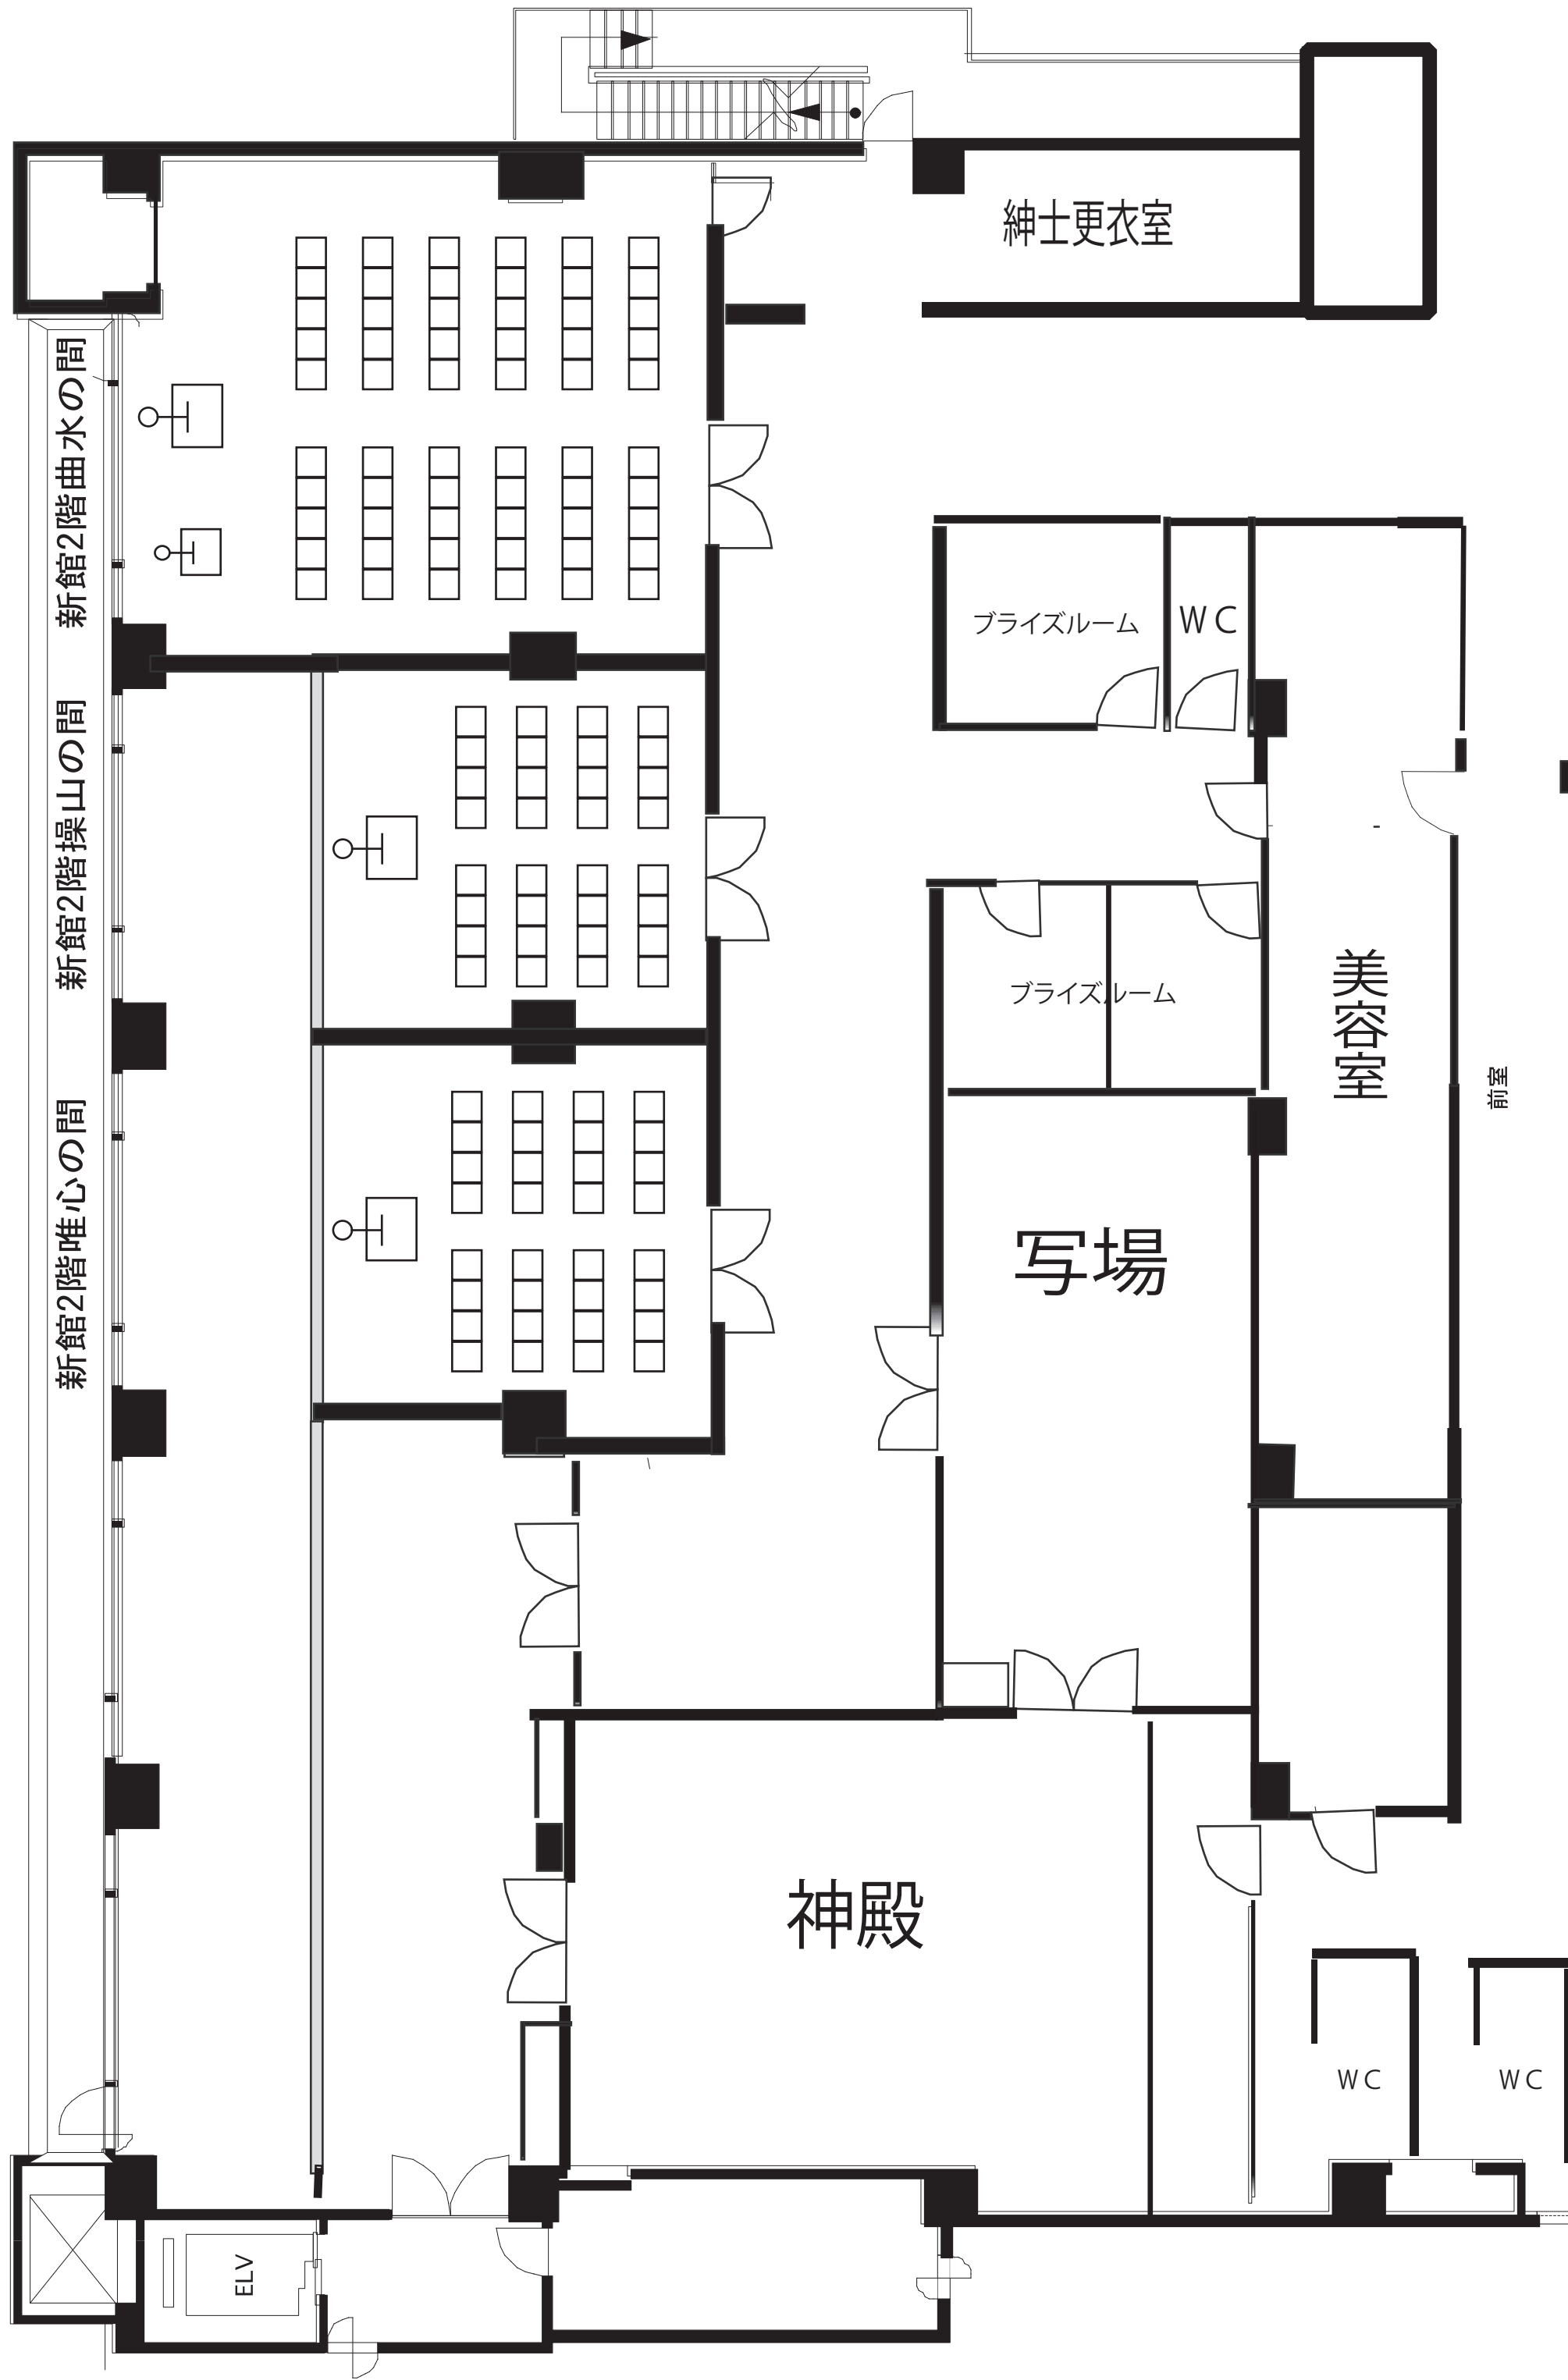 紳士更衣室
新館2階曲水の間
ブライズルーム
WC
新館2階操山の間
ブライズルーム
美容室
前室
新館2階唯心の間
写場
神殿
WC
WC
ELV